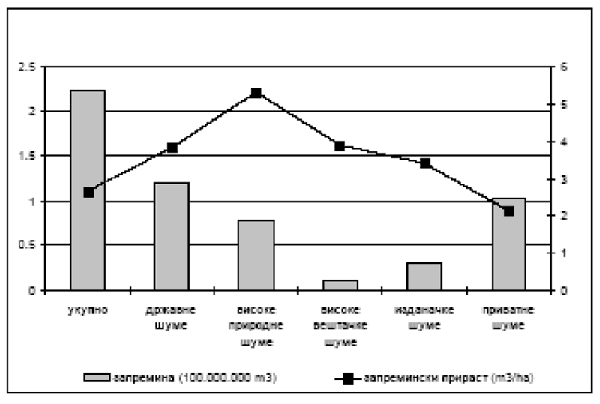 2.5
2
1.5
1
0.5
0
6
5
4
3
2
1
0
укупно
државне
шуме
високе
природне
шуме
високе
вештачке
шуме
изданачке
шуме
приватне
шуме
запремина (100.000.000 m3)
запремински прираст (m3/ha)